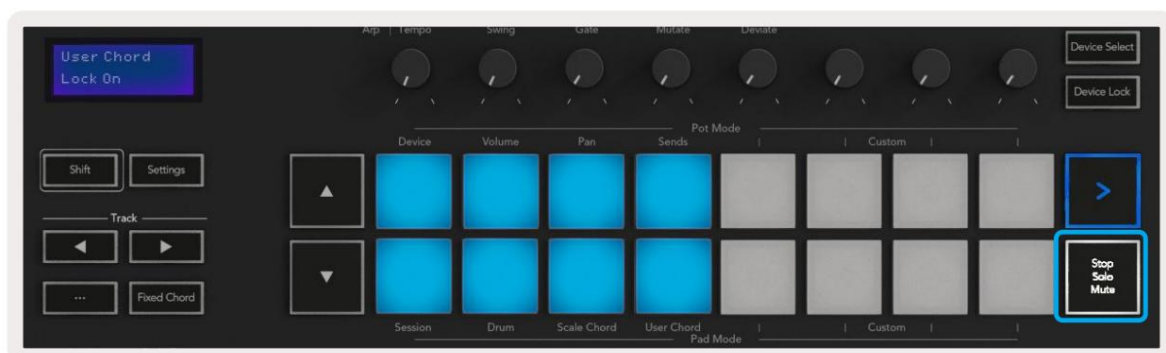 Arp | Tempo Swing Gate Mutate Deviate
User Chord
Lock On
Device Select
Device Lock
Pot Mode
Device Volume Pan Sends | | Custom | |
Shift Settings
▲ >
Track
◀ ▶
▼
Stop
Solo
Mute
... Fixed Chord
Session Drum Scale Chord User Chord | | Custom | |
Pad Mode